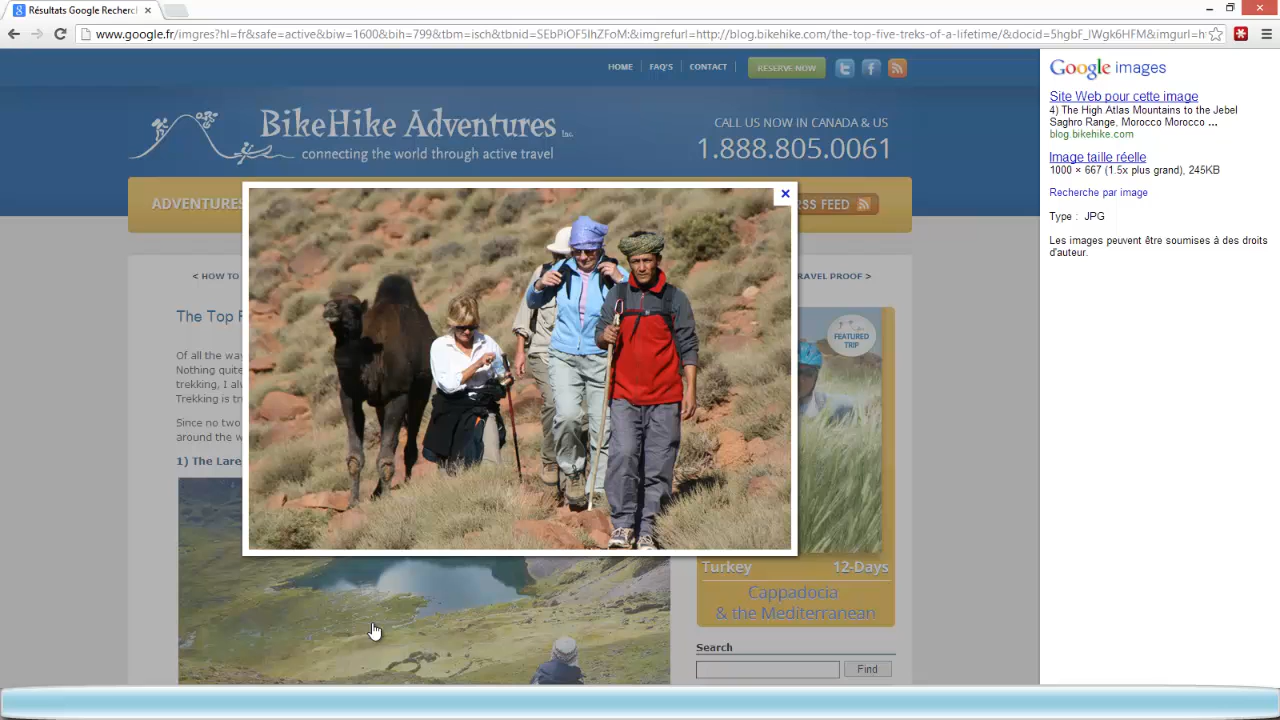 Résultats Google Recherc
www.google.fr/imgres?hl=fr&safe=active&biw=1600&bih=799&tbm=isch&tbnid=SEbPiOF5IhZFoM:&imgrefurl=http://blog.bikehike.com/the-top-five-treks-of-a-lifetime/&docid=5hgbF_IWgk6HFM&imgurl=h
HOME
FAQ'S
CONTACT
RESERVE NOW
BikeHike Adventures Inc.
connecting the world through active travel
CALL US NOW IN CANADA & US
1.888.805.0061
ADVENTURES
RSS FEED
< HOW TO
RAVEL PROOF >
The Top F
Of all the way
Nothing quite
trekking, I alw
Trekking is tr
Since no two
around the w
1) The Lare
FEATURED
TRIP
Turkey
12-Days
Cappadocia
& the Mediterranean
Search
Find
Google images
Site Web pour cette image
4) The High Atlas Mountains to the Jebel
Saghro Range, Morocco Morocco ...
blog.bikehike.com
Image taille réelle
1000 × 667 (1.5x plus grand), 245KB
Recherche par image
Type : JPG
Les images peuvent être soumises à des droits
d'auteur.